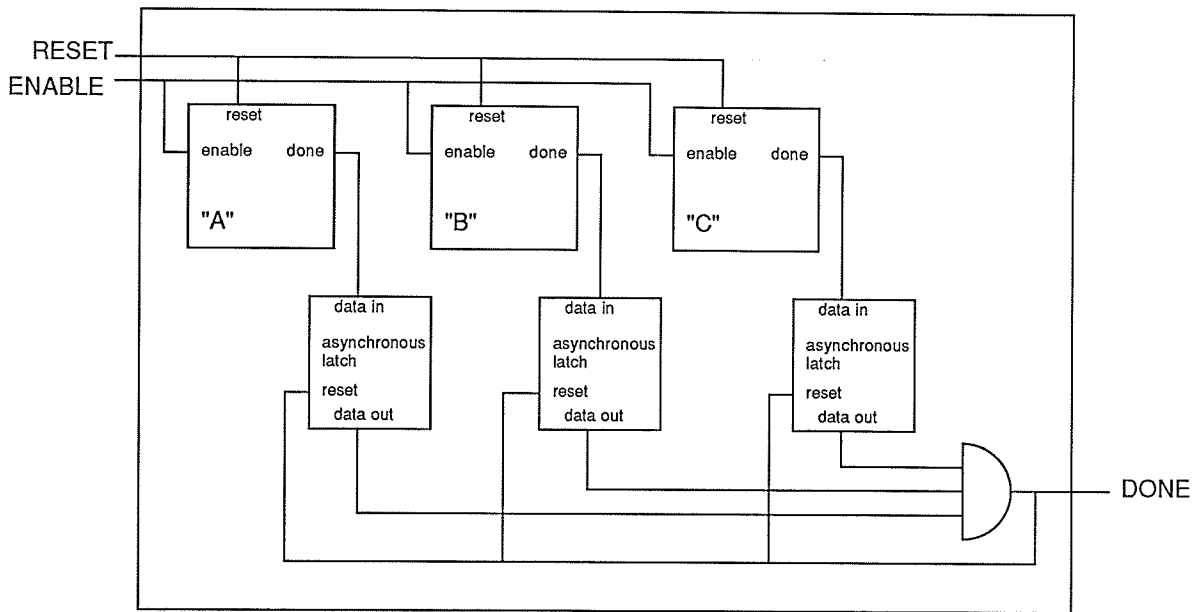 RESET
ENABLE
reset
enable done
"A"
reset
enable done
"B"
reset
enable done
"C"
data in
asynchronous
latch
reset
data out
data in
asynchronous
latch
reset
data out
data in
asynchronous
latch
reset
data out
DONE